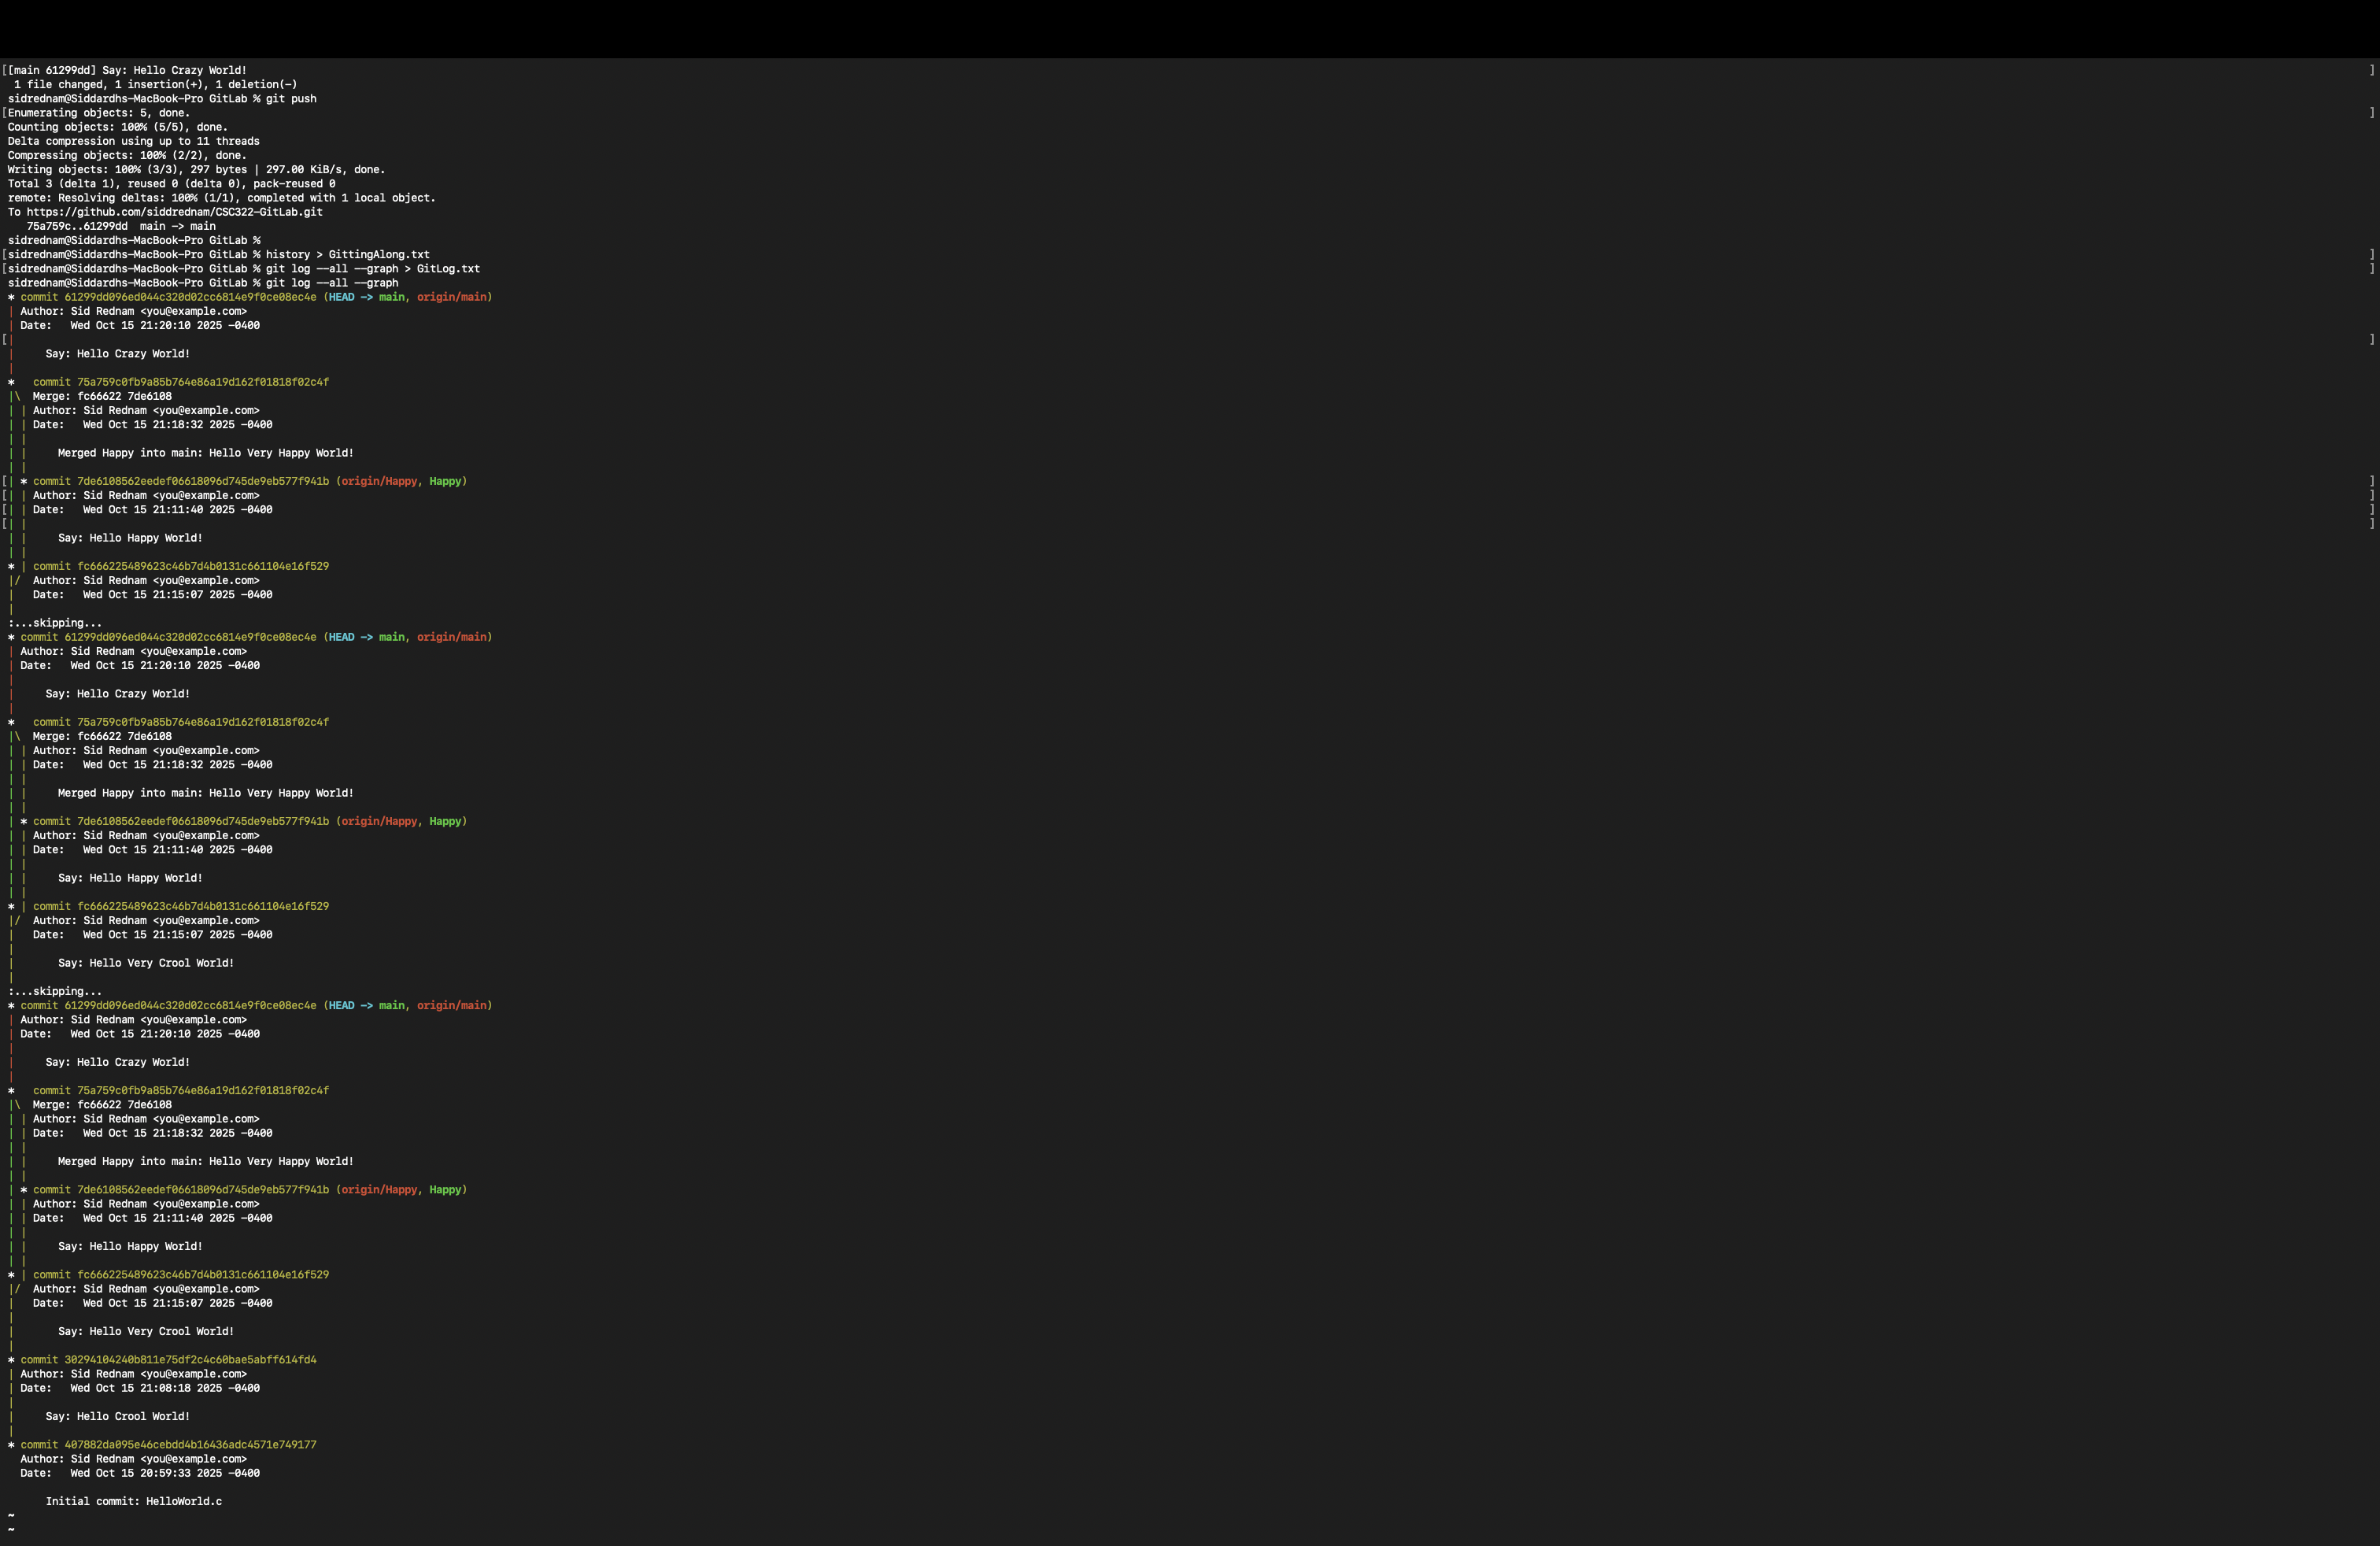 [[main 61299dd] Say: Hello Crazy World! ]
 1 file changed, 1 insertion(+), 1 deletion(-)
sidrednam@Siddardhs-MacBook-Pro GitLab % git push
[Enumerating objects: 5, done. ]
Counting objects: 100% (5/5), done.
Delta compression using up to 11 threads
Compressing objects: 100% (2/2), done.
Writing objects: 100% (3/3), 297 bytes | 297.00 KiB/s, done.
Total 3 (delta 1), reused 0 (delta 0), pack-reused 0
remote: Resolving deltas: 100% (1/1), completed with 1 local object.
To https://github.com/siddrednam/CSC322-GitLab.git
   75a759c..61299dd  main -> main
sidrednam@Siddardhs-MacBook-Pro GitLab %
[sidrednam@Siddardhs-MacBook-Pro GitLab % history > GittingAlong.txt ]
[sidrednam@Siddardhs-MacBook-Pro GitLab % git log --all --graph > GitLog.txt ]
sidrednam@Siddardhs-MacBook-Pro GitLab % git log --all --graph
* commit 61299dd096ed044c320d02cc6814e9f0ce08ec4e (HEAD -> main, origin/main)
| Author: Sid Rednam <you@example.com>
| Date:   Wed Oct 15 21:20:10 2025 -0400
[| ]
|     Say: Hello Crazy World!
|
*   commit 75a759c0fb9a85b764e86a19d162f01818f02c4f
|\  Merge: fc66622 7de6108
| | Author: Sid Rednam <you@example.com>
| | Date:   Wed Oct 15 21:18:32 2025 -0400
| |
| |     Merged Happy into main: Hello Very Happy World!
| |
[| * commit 7de6108562eedef06618096d745de9eb577f941b (origin/Happy, Happy) ]
[| | Author: Sid Rednam <you@example.com> ]
[| | Date:   Wed Oct 15 21:11:40 2025 -0400 ]
[| | ]
| |     Say: Hello Happy World!
| |
* | commit fc666225489623c46b7d4b0131c661104e16f529
|/  Author: Sid Rednam <you@example.com>
|   Date:   Wed Oct 15 21:15:07 2025 -0400
|
:...skipping...
* commit 61299dd096ed044c320d02cc6814e9f0ce08ec4e (HEAD -> main, origin/main)
| Author: Sid Rednam <you@example.com>
| Date:   Wed Oct 15 21:20:10 2025 -0400
|
|     Say: Hello Crazy World!
|
*   commit 75a759c0fb9a85b764e86a19d162f01818f02c4f
|\  Merge: fc66622 7de6108
| | Author: Sid Rednam <you@example.com>
| | Date:   Wed Oct 15 21:18:32 2025 -0400
| |
| |     Merged Happy into main: Hello Very Happy World!
| |
| * commit 7de6108562eedef06618096d745de9eb577f941b (origin/Happy, Happy)
| | Author: Sid Rednam <you@example.com>
| | Date:   Wed Oct 15 21:11:40 2025 -0400
| |
| |     Say: Hello Happy World!
| |
* | commit fc666225489623c46b7d4b0131c661104e16f529
|/  Author: Sid Rednam <you@example.com>
|   Date:   Wed Oct 15 21:15:07 2025 -0400
|
|       Say: Hello Very Crool World!
|
:...skipping...
* commit 61299dd096ed044c320d02cc6814e9f0ce08ec4e (HEAD -> main, origin/main)
| Author: Sid Rednam <you@example.com>
| Date:   Wed Oct 15 21:20:10 2025 -0400
|
|     Say: Hello Crazy World!
|
*   commit 75a759c0fb9a85b764e86a19d162f01818f02c4f
|\  Merge: fc66622 7de6108
| | Author: Sid Rednam <you@example.com>
| | Date:   Wed Oct 15 21:18:32 2025 -0400
| |
| |     Merged Happy into main: Hello Very Happy World!
| |
| * commit 7de6108562eedef06618096d745de9eb577f941b (origin/Happy, Happy)
| | Author: Sid Rednam <you@example.com>
| | Date:   Wed Oct 15 21:11:40 2025 -0400
| |
| |     Say: Hello Happy World!
| |
* | commit fc666225489623c46b7d4b0131c661104e16f529
|/  Author: Sid Rednam <you@example.com>
|   Date:   Wed Oct 15 21:15:07 2025 -0400
|
|       Say: Hello Very Crool World!
|
* commit 30294104240b811e75df2c4c60bae5abff614fd4
| Author: Sid Rednam <you@example.com>
| Date:   Wed Oct 15 21:08:18 2025 -0400
|
|     Say: Hello Crool World!
|
* commit 407882da095e46cebdd4b16436adc4571e749177
  Author: Sid Rednam <you@example.com>
  Date:   Wed Oct 15 20:59:33 2025 -0400

      Initial commit: HelloWorld.c
~
~